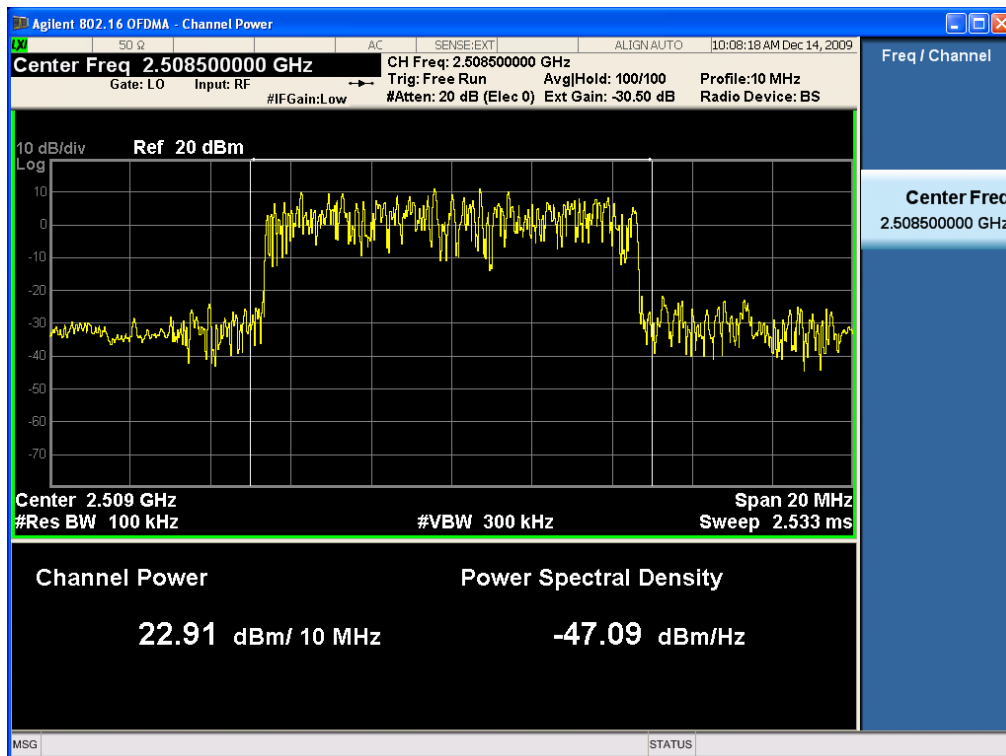 Agilent 802.16 OFDMA - Channel Power
LXI 50 Ω AC SENSE:EXT ALIGN AUTO 10:08:18 AM Dec 14, 2009
Center Freq 2.508500000 GHz
Gate: LO Input: RF
#IFGain:Low
CH Freq: 2.508500000 GHz
Trig: Free Run Avg|Hold: 100/100 Profile:10 MHz
#Atten: 20 dB (Elec 0) Ext Gain: -30.50 dB Radio Device: BS
Freq / Channel
Center Freq
2.508500000 GHz
10 dB/div Ref 20 dBm
Log
10
0
-10
-20
-30
-40
-50
-60
-70
Center 2.509 GHz Span 20 MHz
#Res BW 100 kHz #VBW 300 kHz Sweep 2.533 ms
Channel Power Power Spectral Density
22.91 dBm/ 10 MHz -47.09 dBm/Hz
MSG STATUS